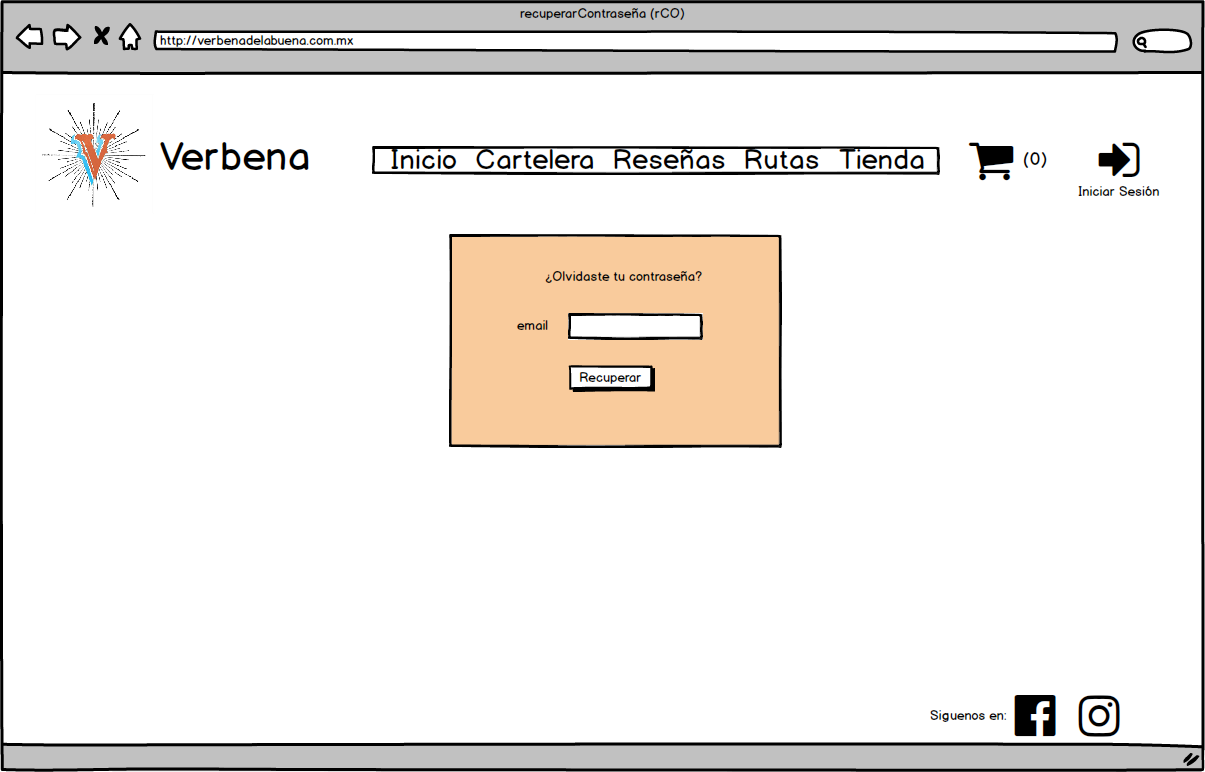 recuperarContraseña (rCO)
http://verbenadelabuena.com.mx
V
Verbena
Inicio Cartelera Reseñas Rutas Tienda
(0)
Iniciar Sesión
¿Olvidaste tu contraseña?
email
Recuperar
Siguenos en: